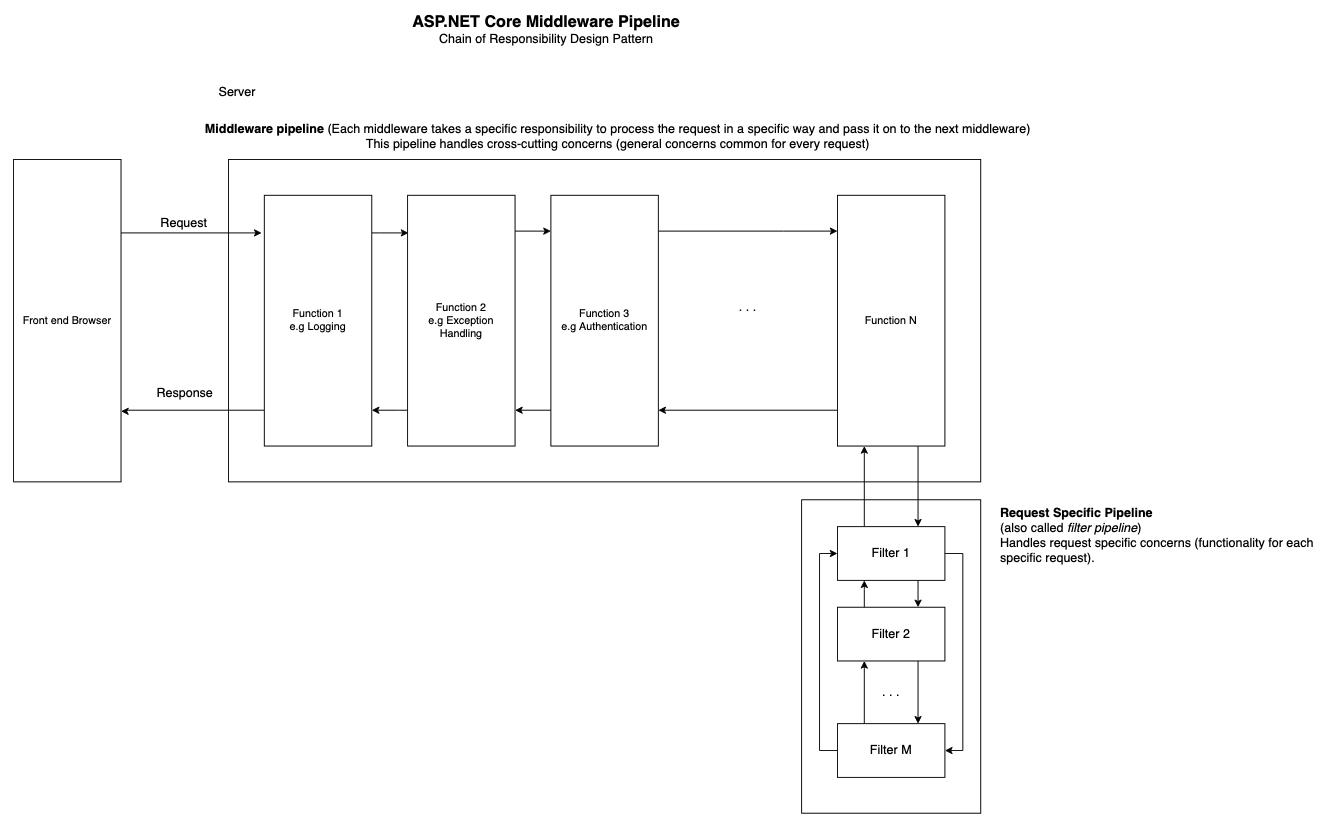 ASP.NET Core Middleware Pipeline
Chain of Responsibility Design Pattern
Server
Middleware pipeline (Each middleware takes a specific responsibility to process the request in a specific way and pass it on to the next middleware)
This pipeline handles cross-cutting concerns (general concerns common for every request)
Front end Browser
Request
Response
Function 1
e.g Logging
Function 2
e.g Exception
Handling
Function 3
e.g Authentication
. . .
Function N
Request Specific Pipeline
(also called filter pipeline)
Handles request specific concerns (functionality for each
specific request).
Filter 1
Filter 2
. . .
Filter M